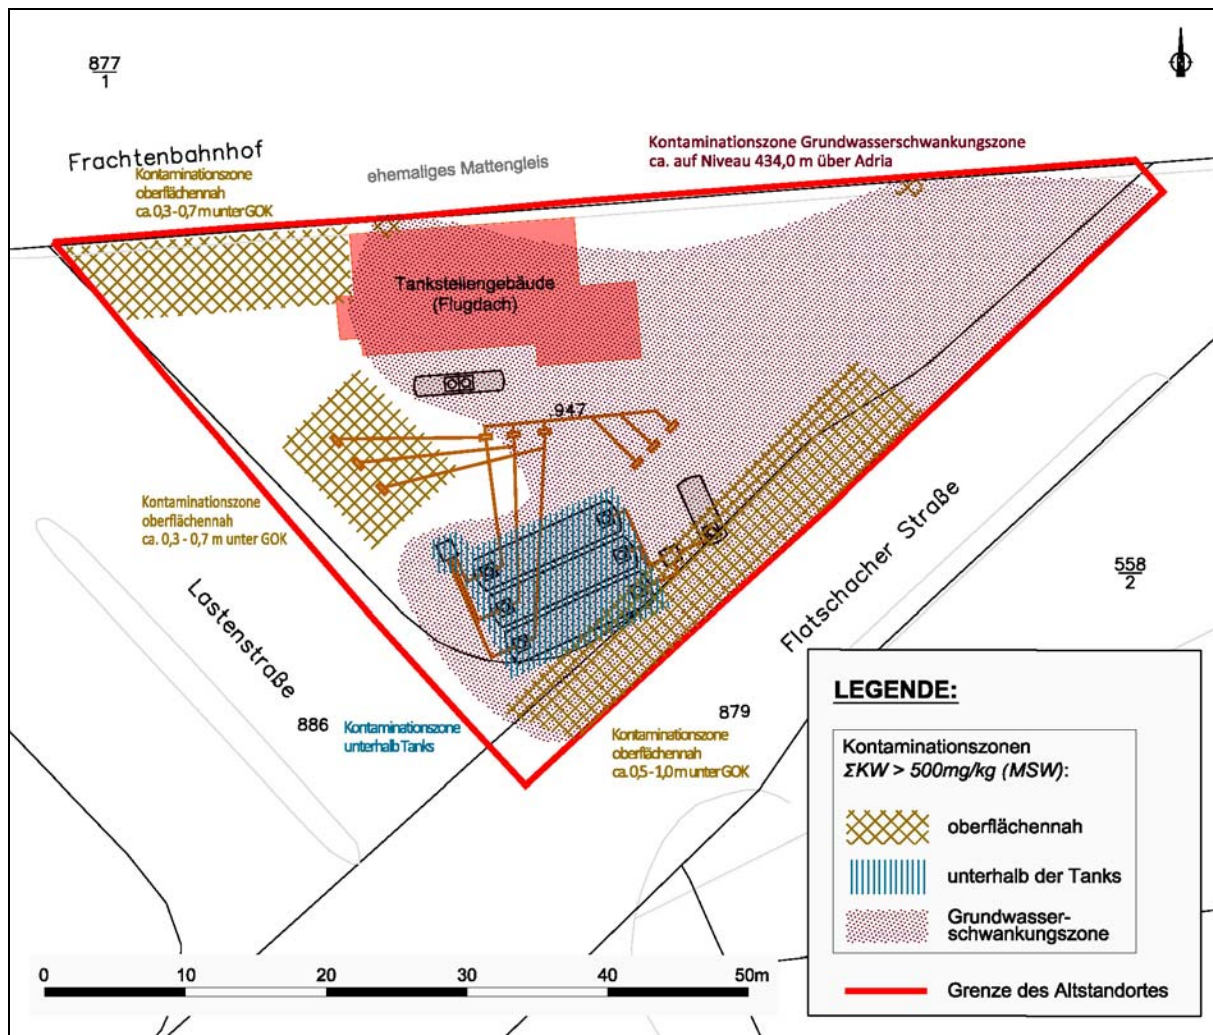 877
1
Frachtenbahnhof
Kontaminationszone
oberflächennah
ca. 0,3 - 0,7 m unter GOK
ehemaliges Mattengleis
Kontaminationszone Grundwasserschwankungszone
ca. auf Niveau 434,0 m über Adria
Tankstellengebäude
(Flugdach)
.947
Kontaminationszone
oberflächennah
ca. 0,3 - 0,7 m unter GOK
Lastenstraße
Flatschacher Straße
558
2
886
Kontaminationszone
unterhalb Tanks
879
Kontaminationszone
oberflächennah
ca. 0,5 - 1,0 m unter GOK
LEGENDE:
Kontaminationszonen
ΣKW > 500mg/kg (MSW):
oberflächennah
unterhalb der Tanks
Grundwasser-
schwankungszone
Grenze des Altstandortes
0 10 20 30 40 50m